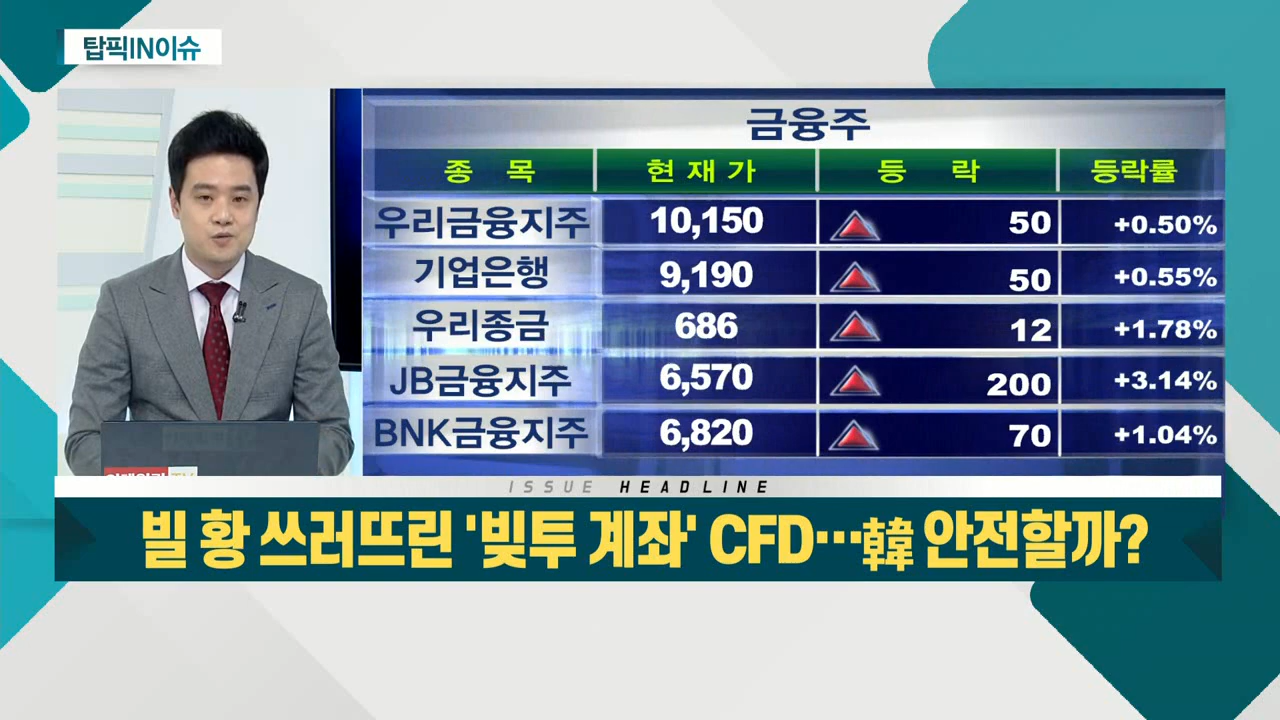 탑픽IN이슈
금융주
종 목 현 재 가 등 락 등락률
우리금융지주 10,150 ▲ 50 +0.50%
기업은행 9,190 ▲ 50 +0.55%
우리종금 686 ▲ 12 +1.78%
JB금융지주 6,570 ▲ 200 +3.14%
BNK금융지주 6,820 ▲ 70 +1.04%
ISSUE HEADLINE
빌 황 쓰러뜨린 '빚투 계좌' CFD…韓 안전할까?